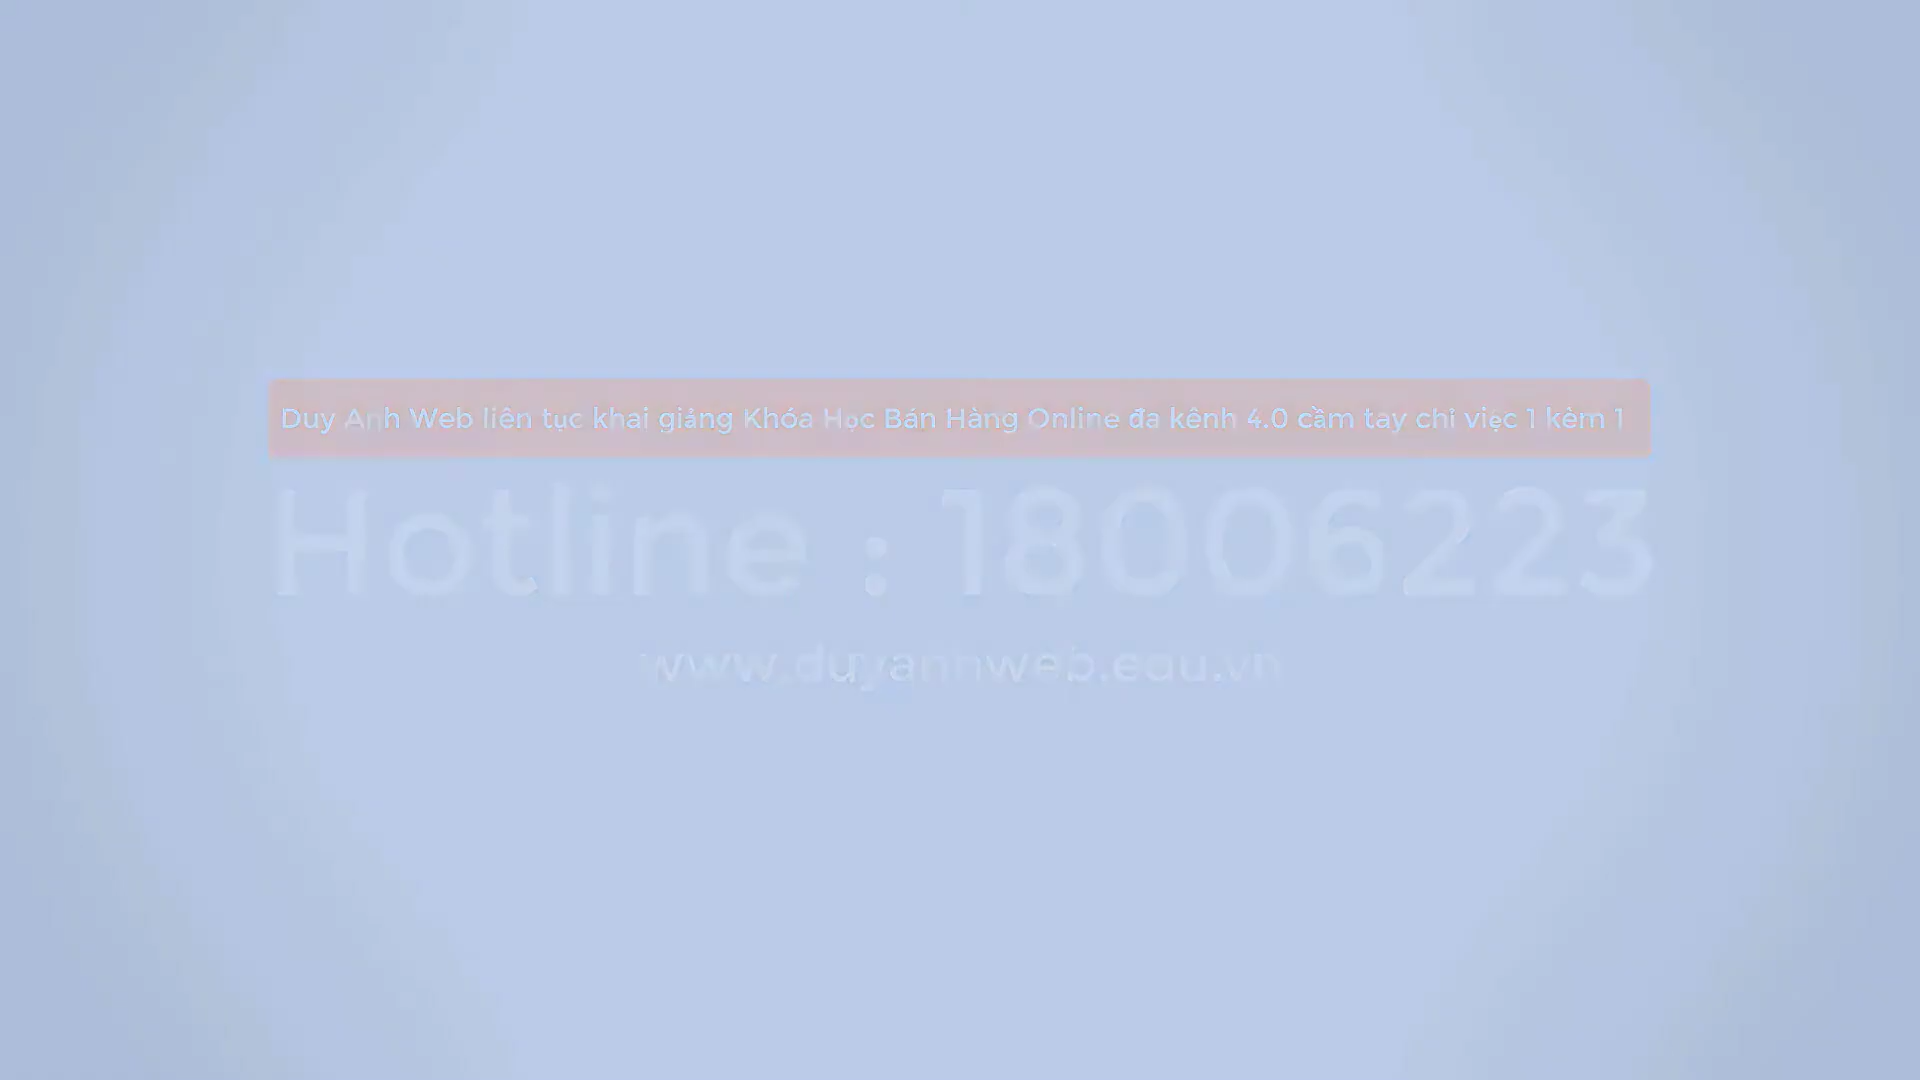 Duy Anh Web liên tục khai giảng Khóa Học Bán Hàng Online đa kênh 4.0 cầm tay chỉ việc 1 kèm 1
Hotline : 18006223
www.duyanhweb.edu.vn